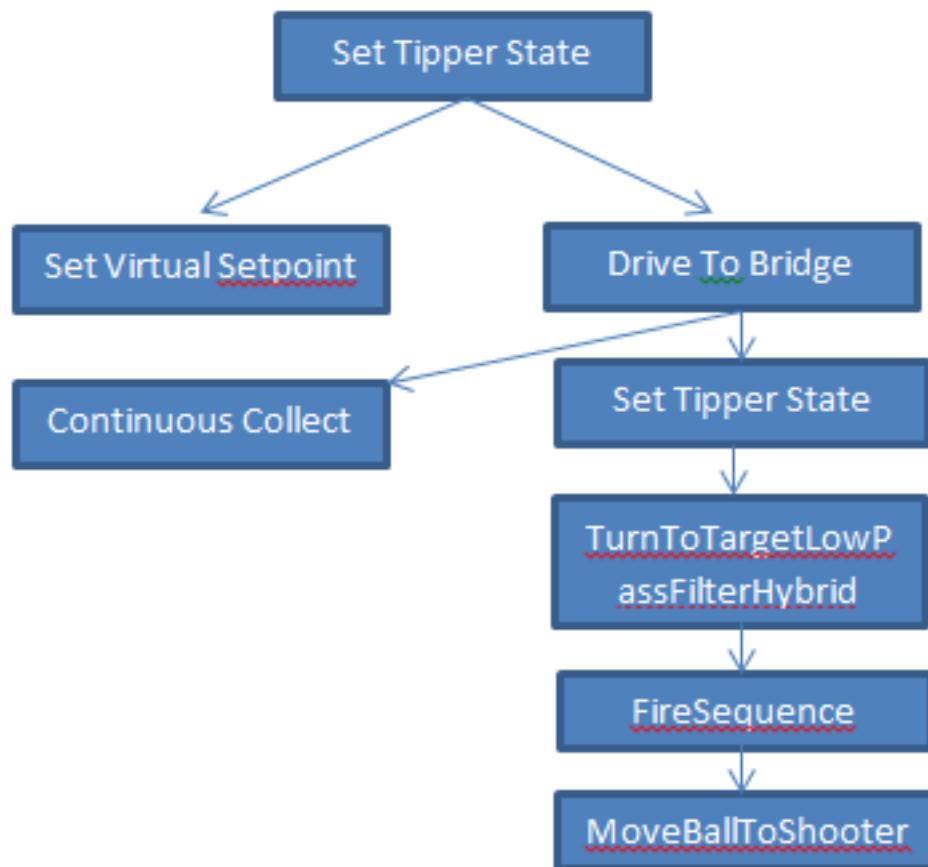 Set Tipper State
Set Virtual Setpoint
Drive To Bridge
Continuous Collect
Set Tipper State
TurnToTargetLowP
assFilterHybrid
FireSequence
MoveBallToShooter